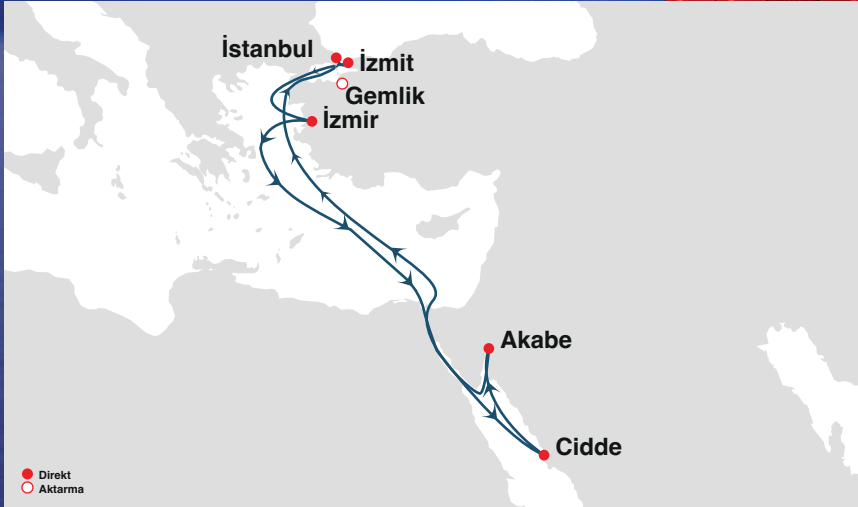 İstanbul
İzmit
Gemlik
İzmir
Akabe
Cidde
Direkt
Aktarma